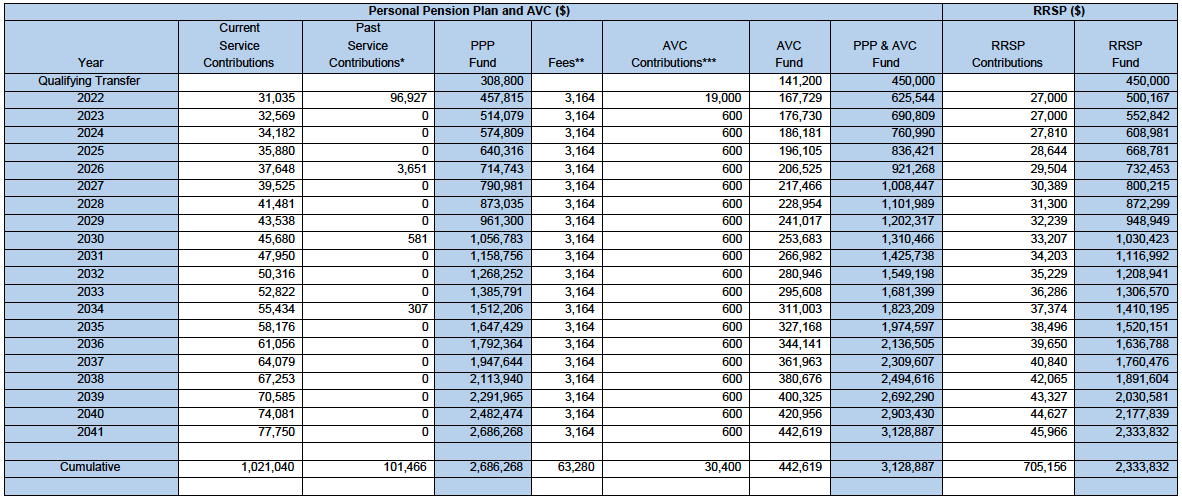 Personal Pension Plan and AVC ($) RRSP ($)
Current Past
Service Service PPP AVC AVC PPP & AVC RRSP RRSP
Year Contributions Contributions* Fund Fees** Contributions*** Fund Fund Contributions Fund
Qualifying Transfer 308,800 141,200 450,000 450,000
2022 31,035 96,927 457,815 3,164 19,000 167,729 625,544 27,000 500,167
2023 32,569 0 514,079 3,164 600 176,730 690,809 27,000 552,842
2024 34,182 0 574,809 3,164 600 186,181 760,990 27,810 608,981
2025 35,880 0 640,316 3,164 600 196,105 836,421 28,644 668,781
2026 37,648 3,651 714,743 3,164 600 206,525 921,268 29,504 732,453
2027 39,525 0 790,981 3,164 600 217,466 1,008,447 30,389 800,215
2028 41,481 0 873,035 3,164 600 228,954 1,101,989 31,300 872,299
2029 43,538 0 961,300 3,164 600 241,017 1,202,317 32,239 948,949
2030 45,680 581 1,056,783 3,164 600 253,683 1,310,466 33,207 1,030,423
2031 47,950 0 1,158,756 3,164 600 266,982 1,425,738 34,203 1,116,992
2032 50,316 0 1,268,252 3,164 600 280,946 1,549,198 35,229 1,208,941
2033 52,822 0 1,385,791 3,164 600 295,608 1,681,399 36,286 1,306,570
2034 55,434 307 1,512,206 3,164 600 311,003 1,823,209 37,374 1,410,195
2035 58,176 0 1,647,429 3,164 600 327,168 1,974,597 38,496 1,520,151
2036 61,056 0 1,792,364 3,164 600 344,141 2,136,505 39,650 1,636,788
2037 64,079 0 1,947,644 3,164 600 361,963 2,309,607 40,840 1,760,476
2038 67,253 0 2,113,940 3,164 600 380,676 2,494,616 42,065 1,891,604
2039 70,585 0 2,291,965 3,164 600 400,325 2,692,290 43,327 2,030,581
2040 74,081 0 2,482,474 3,164 600 420,956 2,903,430 44,627 2,177,839
2041 77,750 0 2,686,268 3,164 600 442,619 3,128,887 45,966 2,333,832
Cumulative 1,021,040 101,466 2,686,268 63,280 30,400 442,619 3,128,887 705,156 2,333,832